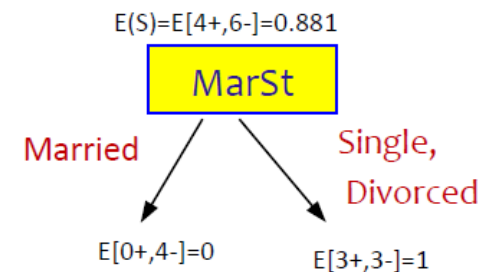 E(S)=E[4+,6-]=0.881
MarSt
Married
Single,
Divorced
E[0+,4-]=0
E[3+,3-]=1